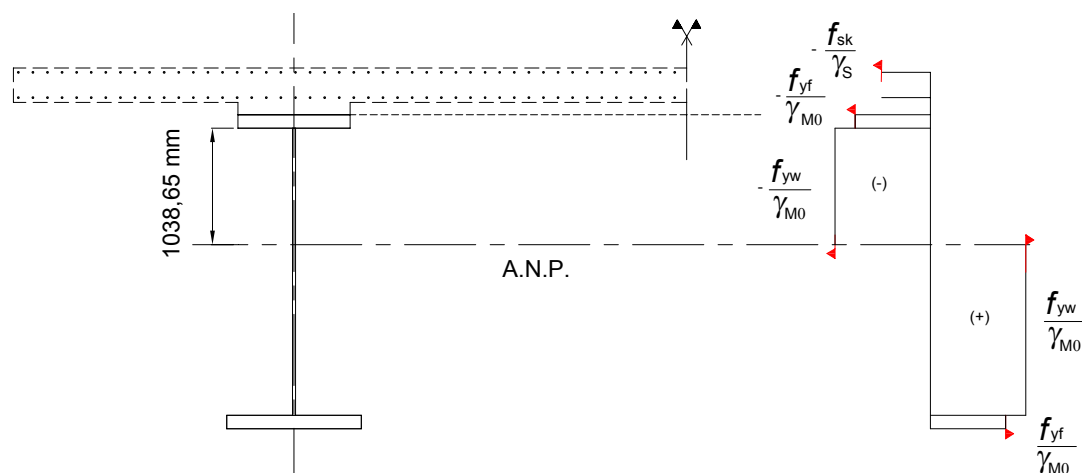 - fsk/γS
- fyf/γM0
1038,65 mm
- fyw/γM0
(-)
A.N.P.
(+)
fyw/γM0
fyf/γM0